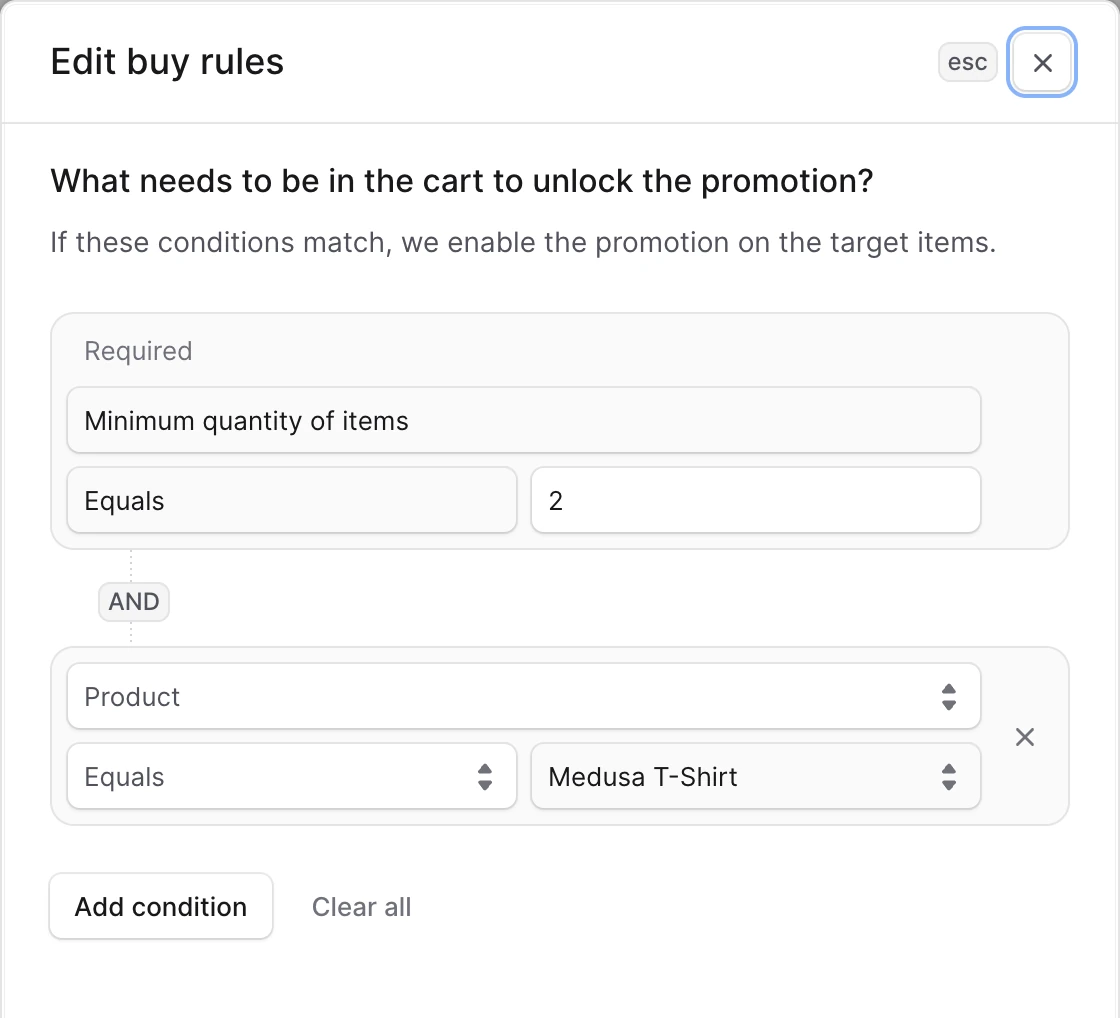 Edit buy rules
esc
What needs to be in the cart to unlock the promotion?
If these conditions match, we enable the promotion on the target items.
Required
Minimum quantity of items
Equals
2
AND
Product
Equals
Medusa T-Shirt
Add condition
Clear all